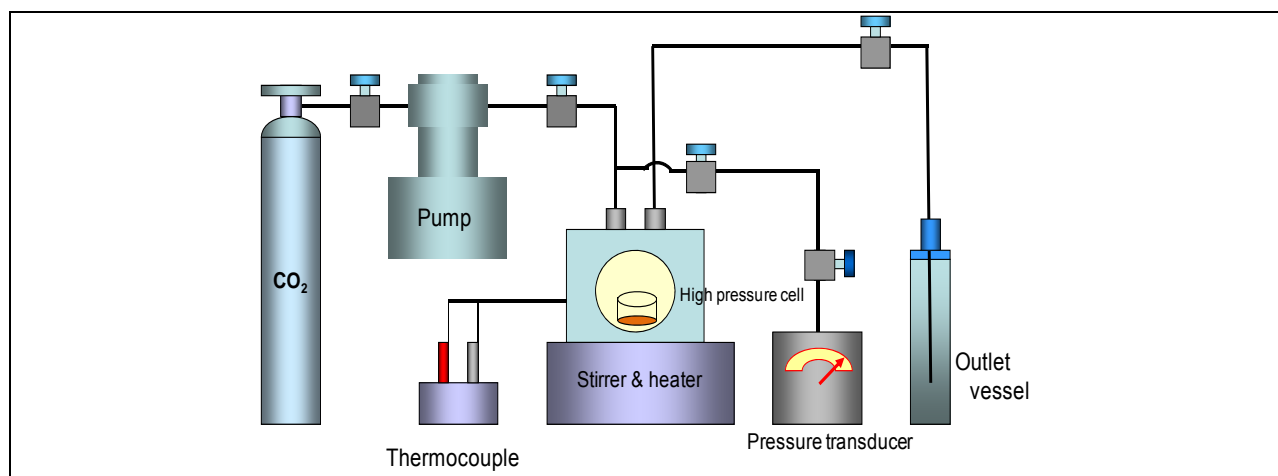 Pump
CO2
High pressure cell
Stirrer & heater
Outlet
vessel
Pressure transducer
Thermocouple